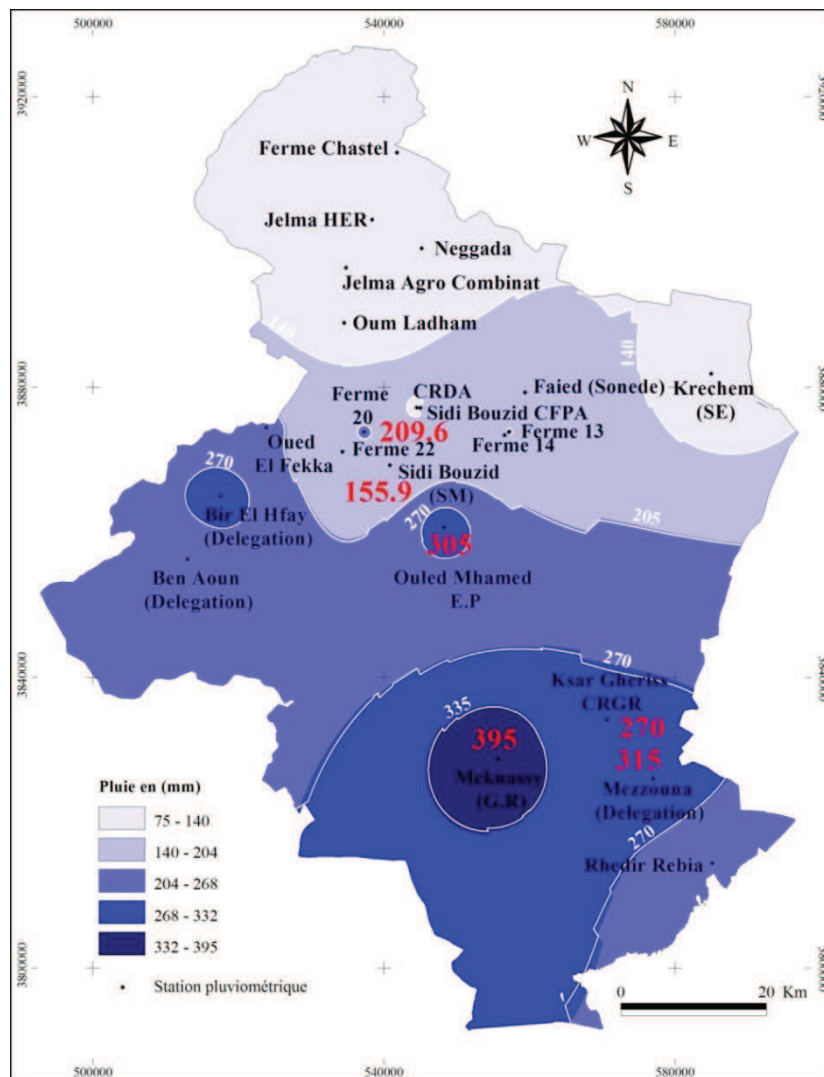 500000 540000 580000
3920000 3920000
N
W E
S
Ferme Chastel
Jelma HER
Neggada
Jelma Agro Combinat
Oum Ladham
140
140
3880000 3880000
Faied (Sonede)
Krechem
(SE)
Ferme
20
CRDA
Sidi Bouzid CFPA
209.6
Ferme 13
Ferme 14
Oued
El Fekka
Ferme 22
Sidi Bouzid
(SM)
155.9
270
Bir El Hfay
(Delegation)
270
305
205
Ben Aoun
(Delegation)
Ouled Mhamed
E.P
3840000 3840000
270
Ksar Gheriss
CRGR
335
395
270
315
Meknassy
(G.R)
Mezzouna
(Delegation)
270
Rhedir Rebia
Pluie en (mm)
75 - 140
140 - 204
204 - 268
268 - 332
332 - 395
Station pluviométrique
3800000 3800000
0 20 Km
500000 540000 580000